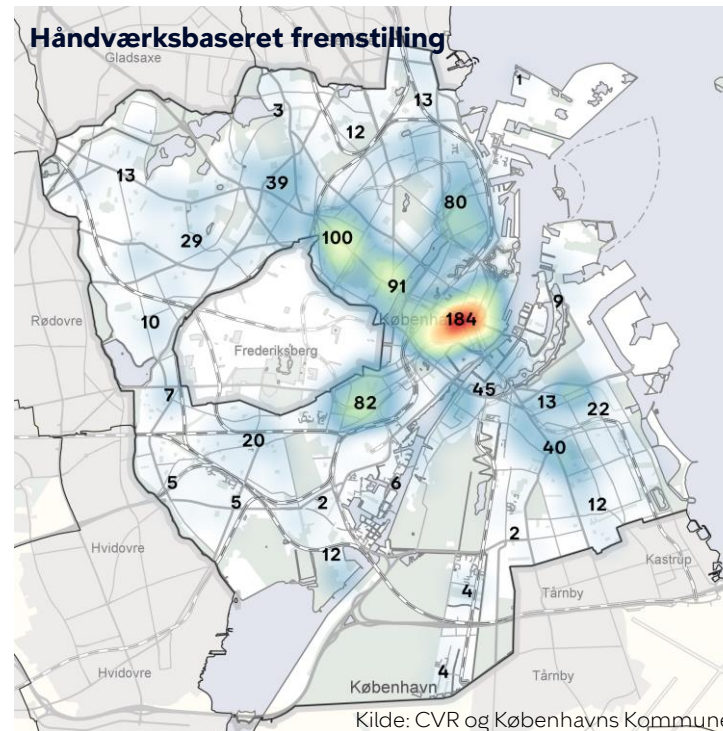 Håndværksbaseret fremstilling
Gladsaxe
1
3
13
12
13
39
80
29
100
91
9
10
184
Rødovre
Frederiksberg
7
45
13
82
22
20
40
5
5
2
6
12
2
Hvidovre
12
Kastrup
4
Tårnby
Hvidovre
4
Tårnby
København
Kilde: CVR og Københavns Kommune